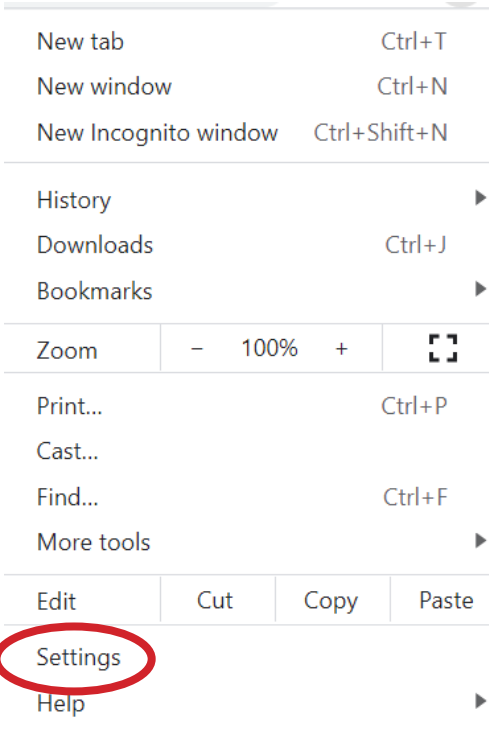 New tab Ctrl+T
New window Ctrl+N
New Incognito window Ctrl+Shift+N
History
Downloads Ctrl+J
Bookmarks
Zoom − 100% +
Print... Ctrl+P
Cast...
Find... Ctrl+F
More tools
Edit Cut Copy Paste
Settings
Help